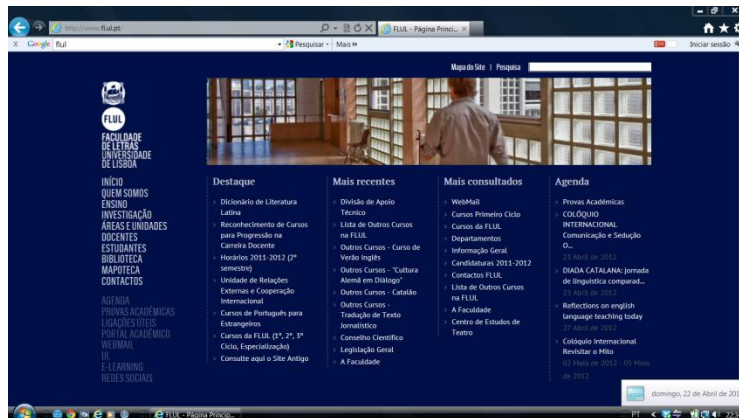 http://www.flul.pt
FLUL - Página Princi...
x Google flul
Pesquisar
Mais »
Iniciar sessão
Mapa do Site | Pesquisa
FLUL
FACULDADE
DE LETRAS
UNIVERSIDADE
DE LISBOA
INÍCIO
QUEM SOMOS
ENSINO
INVESTIGAÇÃO
ÁREAS E UNIDADES
DOCENTES
ESTUDANTES
BIBLIOTECA
MAPOTECA
CONTACTOS
AGENDA
PROVAS ACADÉMICAS
LIGAÇÕES ÚTEIS
PORTAL ACADÉMICO
WEBMAIL
UL
E-LEARNING
REDES SOCIAIS
Destaque
Dicionário de Literatura
Latina
Reconhecimento de Cursos
para Progressão na
Carreira Docente
Horários 2011-2012 (2º
semestre)
Unidade de Relações
Externas e Cooperação
Internacional
Cursos de Português para
Estrangeiros
Cursos da FLUL (1º, 2º, 3º
Ciclo, Especialização)
Consulte aqui o Site Antigo
Mais recentes
Divisão de Apoio
Técnico
Lista de Outros Cursos
na FLUL
Outros Cursos - Curso de
Verão Inglês
Outros Cursos - "Cultura
Alemã em Diálogo"
Outros Cursos - Catalão
Outros Cursos -
Tradução de Texto
Jornalístico
Conselho Científico
Legislação Geral
A Faculdade
Mais consultados
WebMail
Cursos Primeiro Ciclo
Cursos da FLUL
Departamentos
Informação Geral
Candidaturas 2011-2012
Contactos FLUL
Lista de Outros Cursos
na FLUL
A Faculdade
Centro de Estudos de
Teatro
Agenda
Provas Académicas
COLÓQUIO
INTERNACIONAL
Comunicação e Sedução
O...
23 Abril de 2012
DIADA CATALANA: jornada
de linguística comparad...
23 Abril de 2012
Reflections on english
language teaching today
27 Abril de 2012
Colóquio Internacional
Revisitar o Mito
02 Maio de 2012 - 05 Maio
de 2012
domingo, 22 de Abril de 201
FLUL - Página Princip...
PT